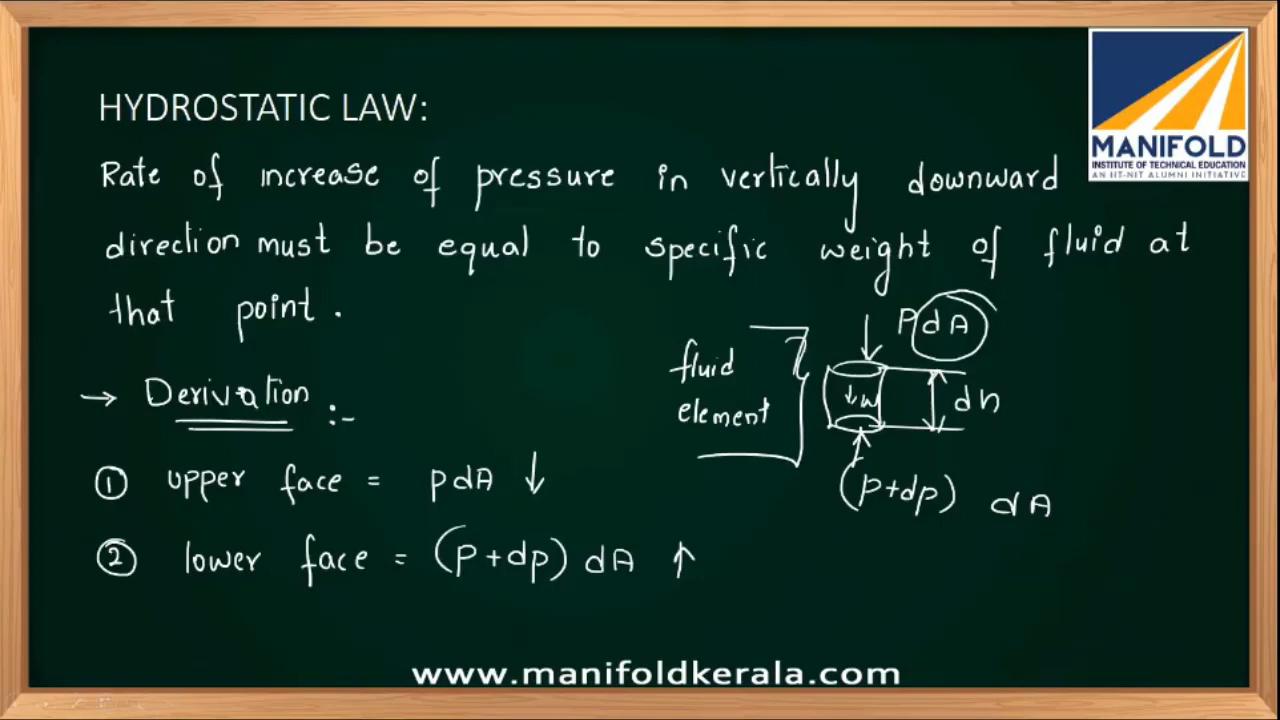 HYDROSTATIC LAW:
MANIFOLD
INSTITUTE OF TECHNICAL EDUCATION
AN IIT-NIT ALUMNI INITIATIVE
Rate of increase of pressure in vertically downward
direction must be equal to specific weight of fluid at
that point.
→ Derivation :-
fluid
element
↓ PdA
↓w
dh
↑
(P+dp) dA
① upper face = pdA ↓
② lower face = (P+dp) dA ↑
www.manifoldkerala.com